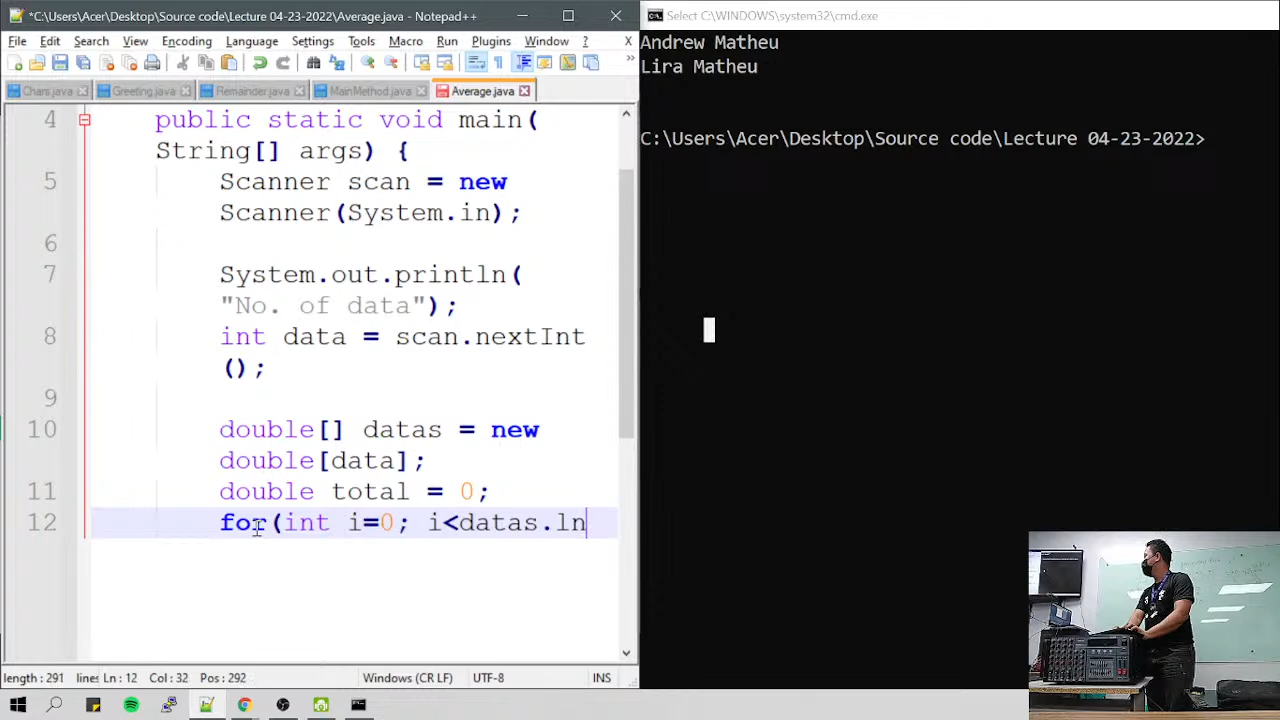 *C:\Users\Acer\Desktop\Source code\Lecture 04-23-2022\Average.java - Notepad++
Select C:\WINDOWS\system32\cmd.exe
File Edit Search View Encoding Language Settings Tools Macro Run Plugins Window ? X
Chars.java Greeting.java Remainder.java MainMethod.java Average.java
4 public static void main(
String[] args) {
5 Scanner scan = new
Scanner(System.in);
6
7 System.out.println(
"No. of data");
8 int data = scan.nextInt
();
9
10 double[] datas = new
double[data];
11 double total = 0;
12 for(int i=0; i<datas.ln
length : 291 lines Ln : 12 Col : 32 Pos : 292 Windows (CR LF) UTF-8 INS
Andrew Matheu
Lira Matheu
C:\Users\Acer\Desktop\Source code\Lecture 04-23-2022>